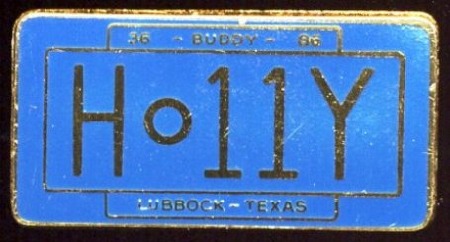 36 - BUDDY - 86
Ho11Y
LUBBOCK - TEXAS